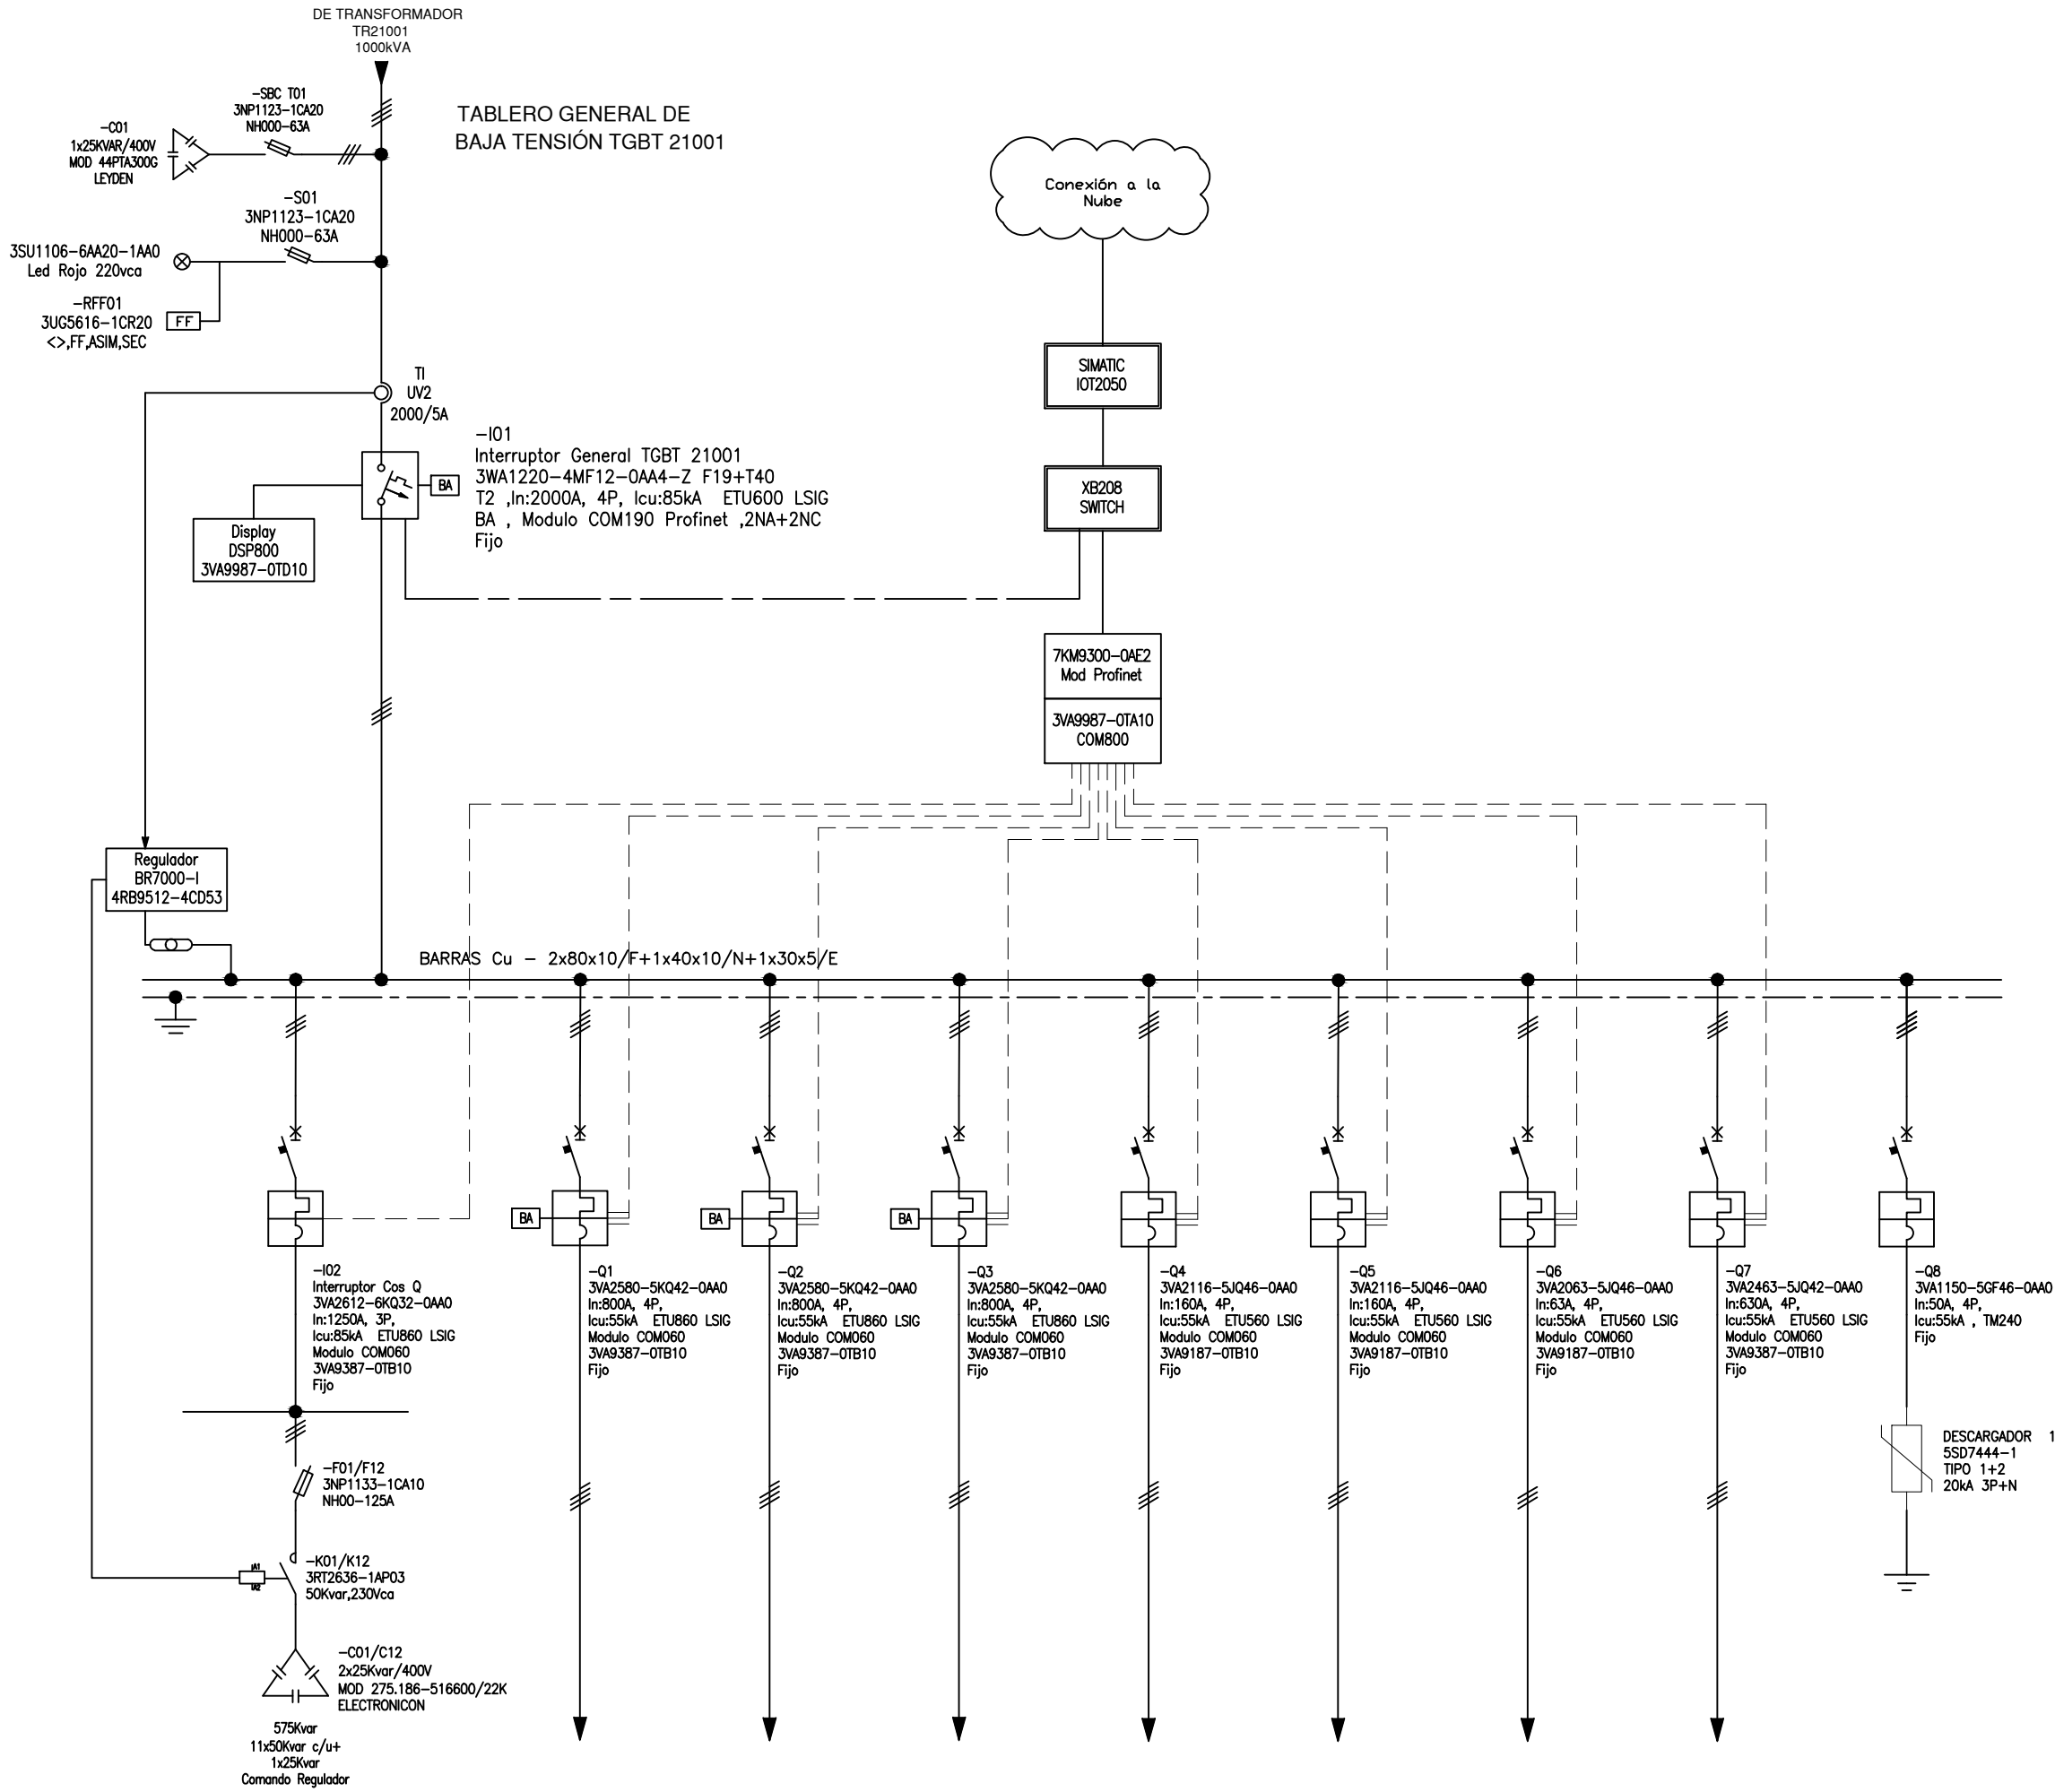 DE TRANSFORMADOR
TR21001
1000kVA
TABLERO GENERAL DE
BAJA TENSIÓN TGBT 21001
-SBC T01
3NP1123-1CA20
NH000-63A
-C01
1x25KVAR/400V
MOD 44PTA300G
LEYDEN
-S01
3NP1123-1CA20
NH000-63A
3SU1106-6AA20-1AA0
Led Rojo 220vca
-RFF01
3UG5616-1CR20
<>,FF,ASIM,SEC
FF
TI
UV2
2000/5A
-I01
Interruptor General TGBT 21001
3WA1220-4MF12-0AA4-Z F19+T40
T2 ,In:2000A, 4P, Icu:85kA ETU600 LSIG
BA , Modulo COM190 Profinet ,2NA+2NC
Fijo
BA
Display
DSP800
3VA9987-0TD10
Conexión a la
Nube
SIMATIC
IOT2050
XB208
SWITCH
7KM9300-0AE2
Mod Profinet
3VA9987-0TA10
COM800
Regulador
BR7000-I
4RB9512-4CD53
BARRAS Cu - 2x80x10/F+1x40x10/N+1x30x5/E
-I02
Interruptor Cos Q
3VA2612-6KQ32-0AA0
In:1250A, 3P,
Icu:85kA ETU860 LSIG
Modulo COM060
3VA9387-0TB10
Fijo
BA
-Q1
3VA2580-5KQ42-0AA0
In:800A, 4P,
Icu:55kA ETU860 LSIG
Modulo COM060
3VA9387-0TB10
Fijo
BA
-Q2
3VA2580-5KQ42-0AA0
In:800A, 4P,
Icu:55kA ETU860 LSIG
Modulo COM060
3VA9387-0TB10
Fijo
BA
-Q3
3VA2580-5KQ42-0AA0
In:800A, 4P,
Icu:55kA ETU860 LSIG
Modulo COM060
3VA9387-0TB10
Fijo
-Q4
3VA2116-5JQ46-0AA0
In:160A, 4P,
Icu:55kA ETU560 LSIG
Modulo COM060
3VA9187-0TB10
Fijo
-Q5
3VA2116-5JQ46-0AA0
In:160A, 4P,
Icu:55kA ETU560 LSIG
Modulo COM060
3VA9187-0TB10
Fijo
-Q6
3VA2063-5JQ46-0AA0
In:63A, 4P,
Icu:55kA ETU560 LSIG
Modulo COM060
3VA9187-0TB10
Fijo
-Q7
3VA2463-5JQ42-0AA0
In:630A, 4P,
Icu:55kA ETU560 LSIG
Modulo COM060
3VA9387-0TB10
Fijo
-Q8
3VA1150-5GF46-0AA0
In:50A, 4P,
Icu:55kA , TM240
Fijo
DESCARGADOR 1
5SD7444-1
TIPO 1+2
20kA 3P+N
-F01/F12
3NP1133-1CA10
NH00-125A
-K01/K12
3RT2636-1AP03
50Kvar,230Vca
-C01/C12
2x25Kvar/400V
MOD 275.186-516600/22K
ELECTRONICON
575Kvar
11x50Kvar c/u+
1x25Kvar
Comando Regulador